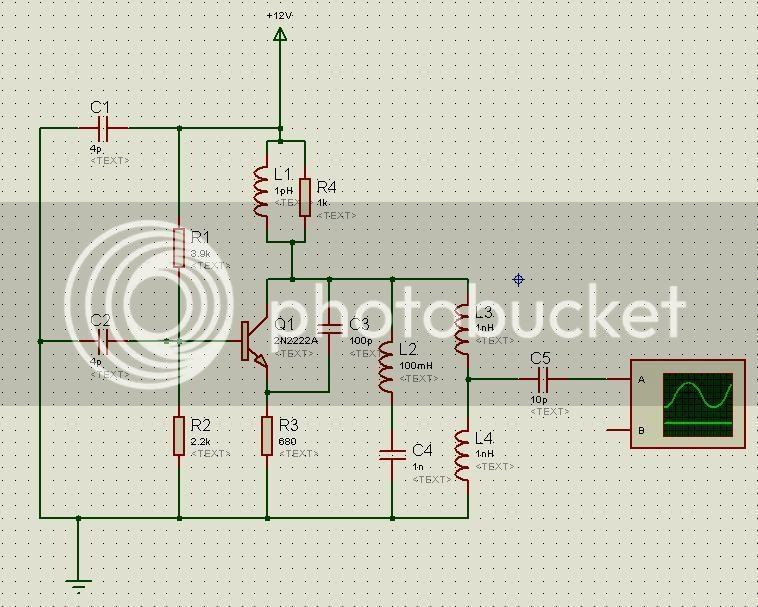 +12V
C1
4p
<TEXT>
L1
1pH
<TEXT>
R4
1k
<TEXT>
R1
3.9k
<TEXT>
photobucket
C2
4p
<TEXT>
Q1
2N2222A
<TEXT>
C3
100p
<TEXT>
L2
100mH
<TEXT>
L3
1nH
<TEXT>
C5
10p
<TEXT>
A
B
R2
2.2k
<TEXT>
R3
680
<TEXT>
C4
1n
<TEXT>
L4
1nH
<TEXT>